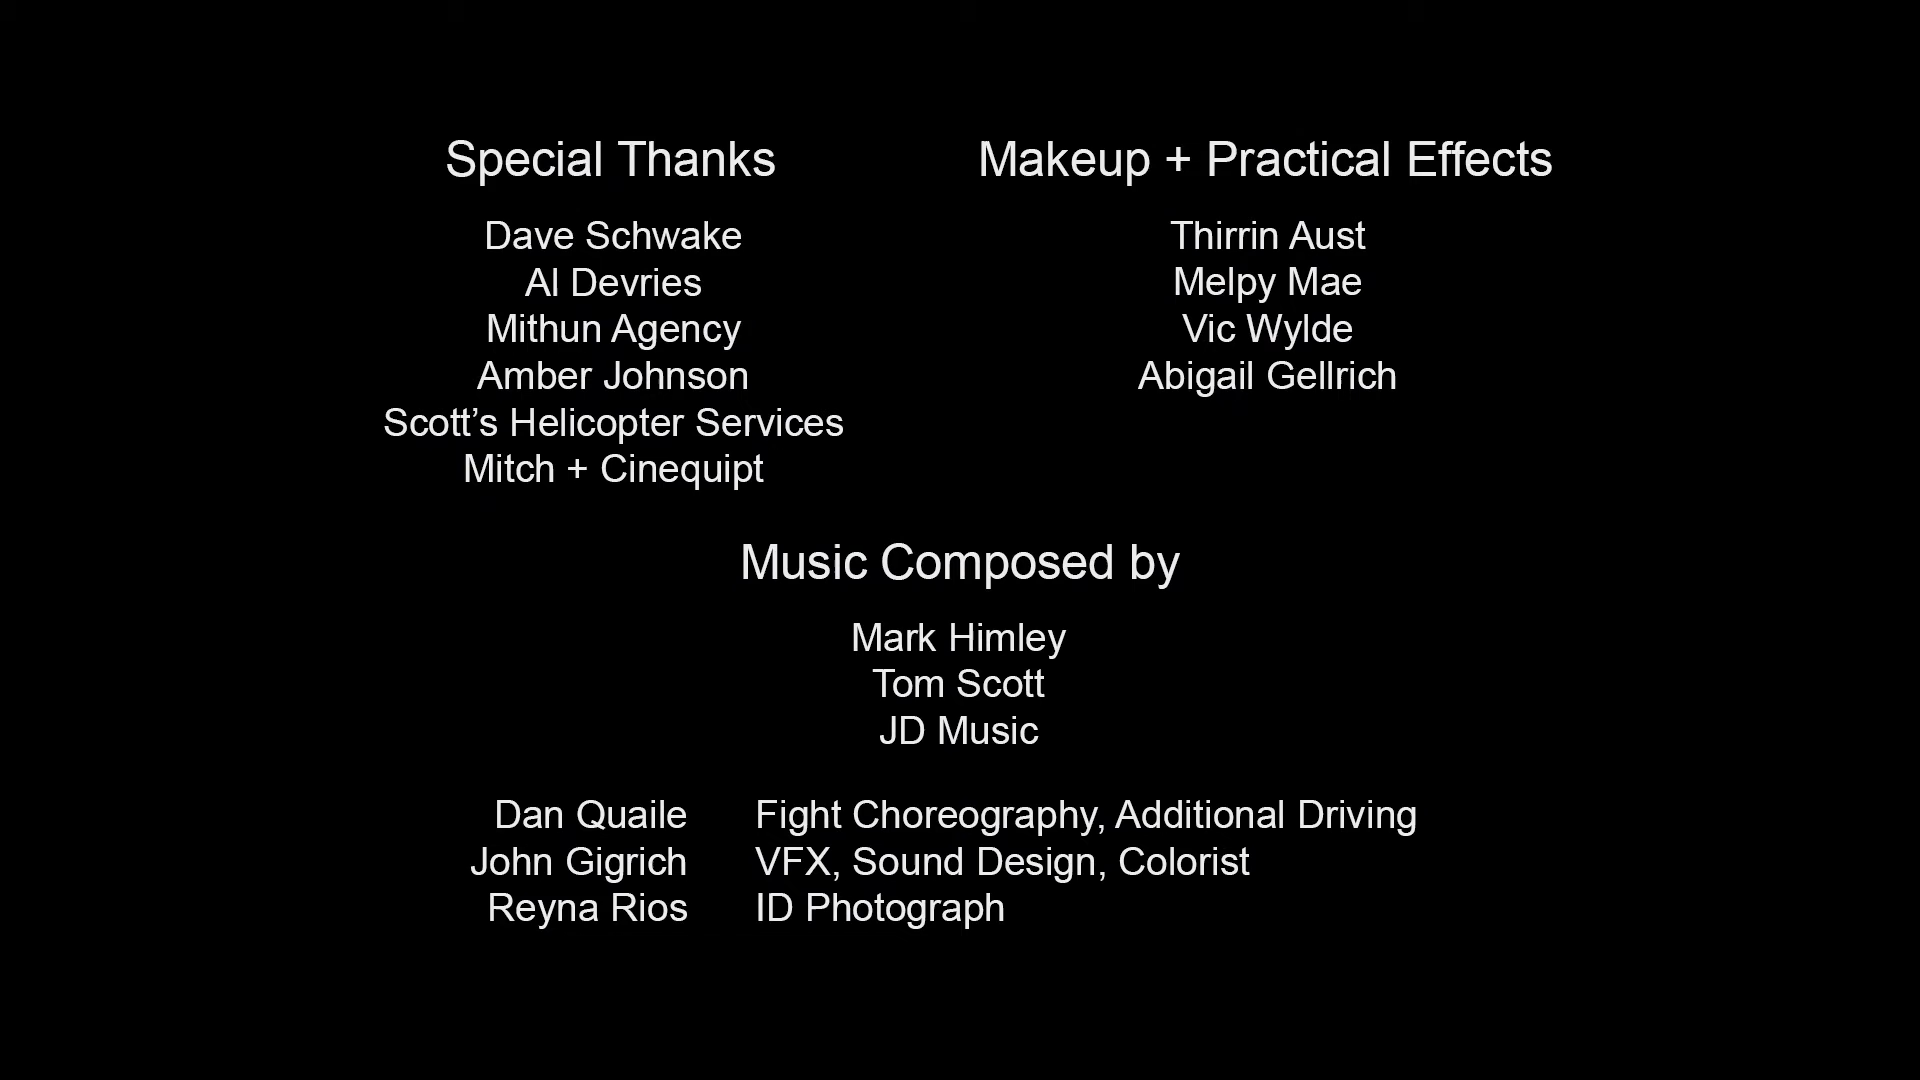 Special Thanks
Dave Schwake
Al Devries
Mithun Agency
Amber Johnson
Scott’s Helicopter Services
Mitch + Cinequipt
Makeup + Practical Effects
Thirrin Aust
Melpy Mae
Vic Wylde
Abigail Gellrich
Music Composed by
Mark Himley
Tom Scott
JD Music
Dan Quaile Fight Choreography, Additional Driving
John Gigrich VFX, Sound Design, Colorist
Reyna Rios ID Photograph